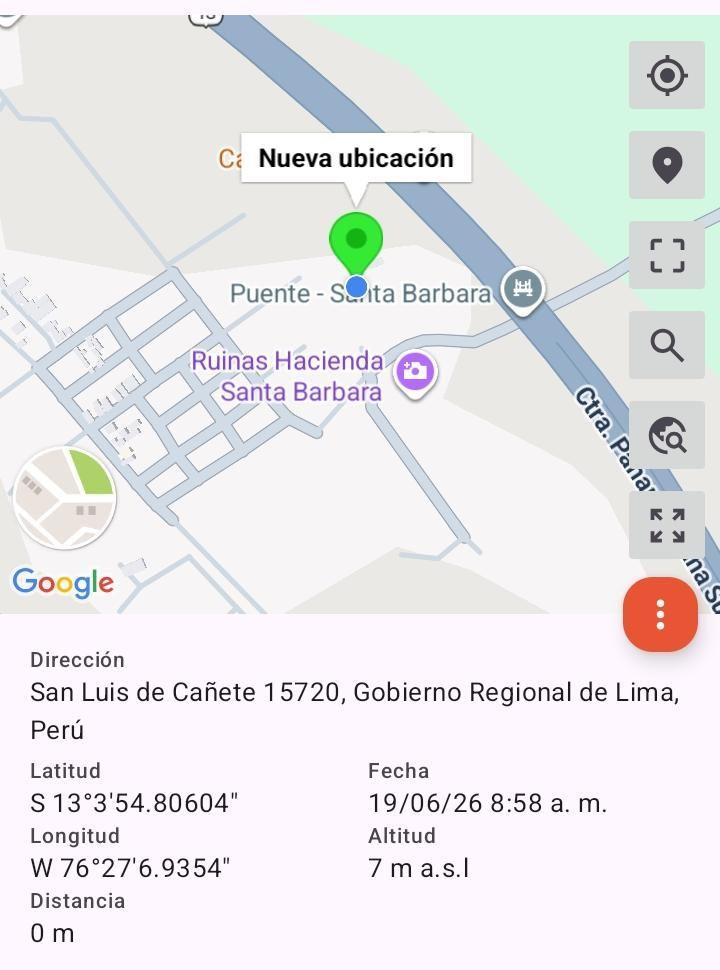 Nueva ubicación
Puente - Santa Barbara
Ruinas Hacienda
Santa Barbara
Google
Dirección
San Luis de Cañete 15720, Gobierno Regional de Lima,
Perú
Latitud
S 13°3'54.80604"
Fecha
19/06/26 8:58 a. m.
Longitud
W 76°27'6.9354"
Altitud
7 m a.s.l
Distancia
0 m